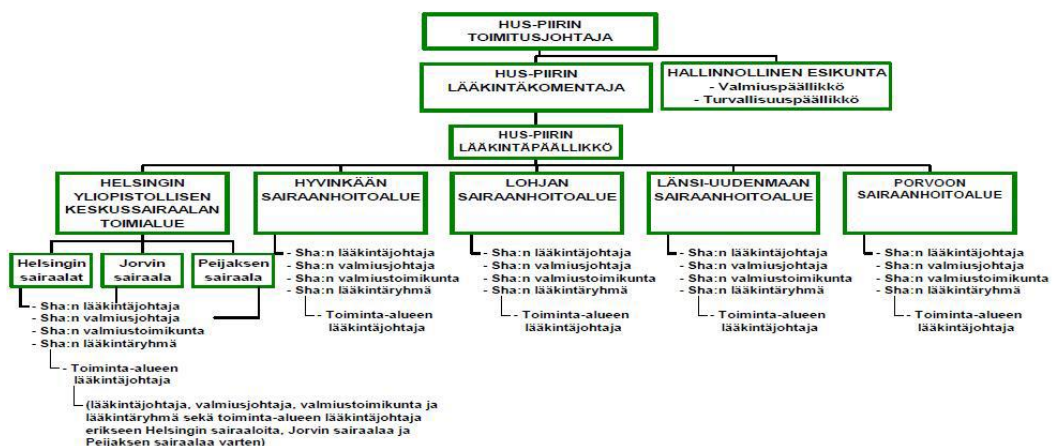 HUS-PIIRIN
TOIMITUSJOHTAJA
HUS-PIIRIN
LÄÄKINTÄKOMENTAJA
HALLINNOLLINEN ESIKUNTA
- Valmiuspäällikkö
- Turvallisuuspäällikkö
HUS-PIIRIN
LÄÄKINTÄPÄÄLLIKKÖ
HELSINGIN
YLIOPISTOLLISEN
KESKUSSAIRAALAN
TOIMIALUE
HYVINKÄÄN
SAIRAANHOITOALUE
LOHJAN
SAIRAANHOITOALUE
LÄNSI-UUDENMAAN
SAIRAANHOITOALUE
PORVOON
SAIRAANHOITOALUE
Helsingin
sairaalat
Jorvin
sairaala
Peijaksen
sairaala
- Sha:n lääkintäjohtaja
- Sha:n valmiusjohtaja
- Sha:n valmiustoimikunta
- Sha:n lääkintäryhmä
- Toiminta-alueen
lääkintäjohtaja
(lääkintäjohtaja, valmiusjohtaja, valmiustoimikunta ja
lääkintäryhmä sekä toiminta-alueen lääkintäjohtaja
erikseen Helsingin sairaaloita, Jorvin sairaalaa ja
Peijaksen sairaalaa varten)
- Sha:n lääkintäjohtaja
- Sha:n valmiusjohtaja
- Sha:n valmiustoimikunta
- Sha:n lääkintäryhmä
- Toiminta-alueen
lääkintäjohtaja
- Sha:n lääkintäjohtaja
- Sha:n valmiusjohtaja
- Sha:n valmiustoimikunta
- Sha:n lääkintäryhmä
- Toiminta-alueen
lääkintäjohtaja
- Sha:n lääkintäjohtaja
- Sha:n valmiusjohtaja
- Sha:n valmiustoimikunta
- Sha:n lääkintäryhmä
- Toiminta-alueen
lääkintäjohtaja
- Sha:n lääkintäjohtaja
- Sha:n valmiusjohtaja
- Sha:n valmiustoimikunta
- Sha:n lääkintäryhmä
- Toiminta-alueen
lääkintäjohtaja